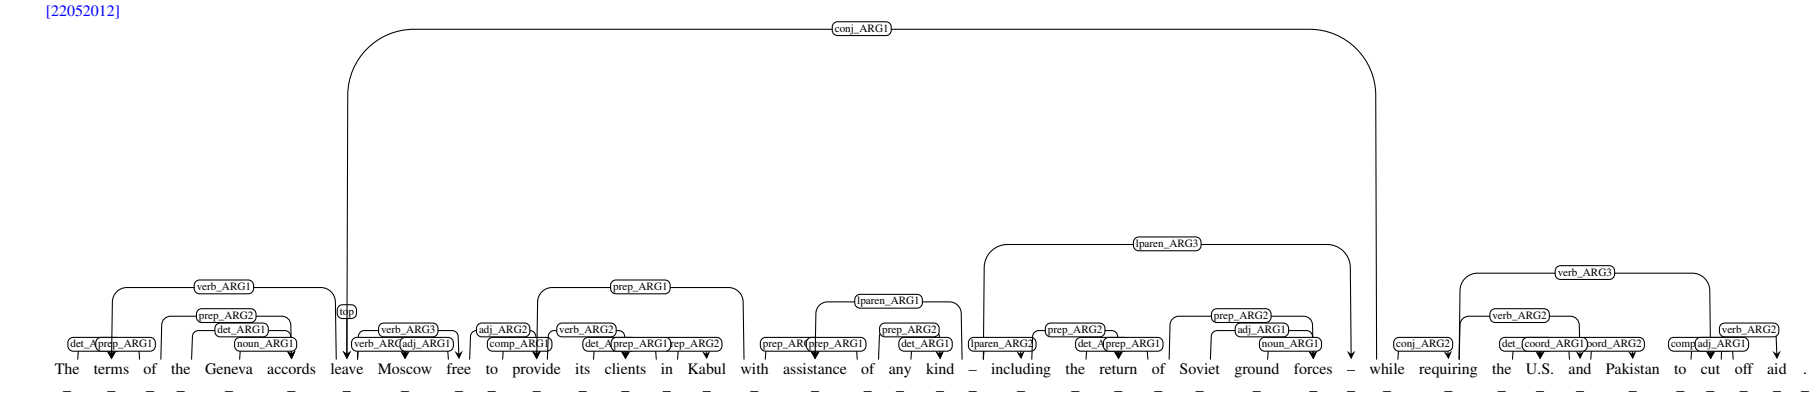 [22052012]
conj_ARG1
lparen_ARG3
verb_ARG3
verb_ARG1 prep_ARG1
lparen_ARG1
top
prep_ARG2 prep_ARG2 verb_ARG2
det_ARG1 verb_ARG3 adj_ARG2 verb_ARG2 prep_ARG2 prep_ARG2 adj_ARG1 verb_ARG2
prep_ARG1 noun_ARG1 adj_ARG1 comp_ARG1 prep_ARG1 prep_ARG1 det_ARG1 lparen_ARG2 prep_ARG1 noun_ARG1 conj_ARG2 coord_ARG1 adj_ARG1
The terms of the Geneva accords leave Moscow free to provide its clients in Kabul with assistance of any kind – including the return of Soviet ground forces – while requiring the U.S. and Pakistan to cut off aid .
_ _ _ _ _ _ _ _ _ _ _ _ _ _ _ _ _ _ _ _ _ _ _ _ _ _ _ _ _ _ _ _ _ _ _ _ _ _ _ _